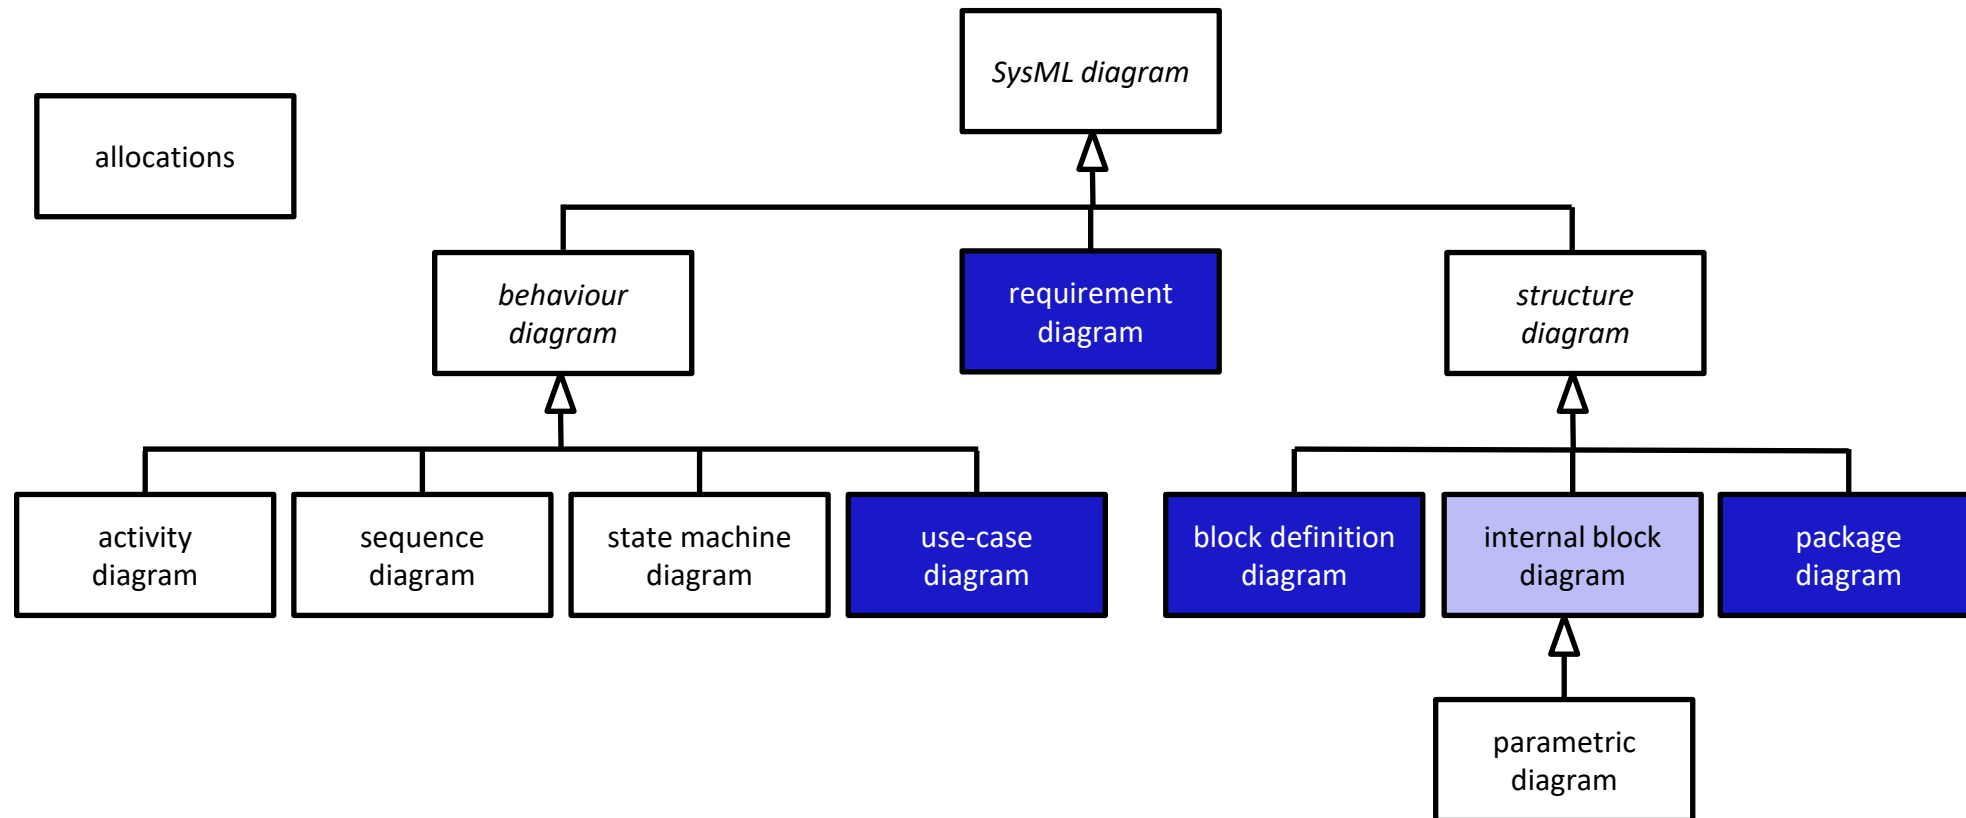 SysML diagram
allocations
behaviour
diagram
requirement
diagram
structure
diagram
activity
diagram
sequence
diagram
state machine
diagram
use-case
diagram
block definition
diagram
internal block
diagram
package
diagram
parametric
diagram